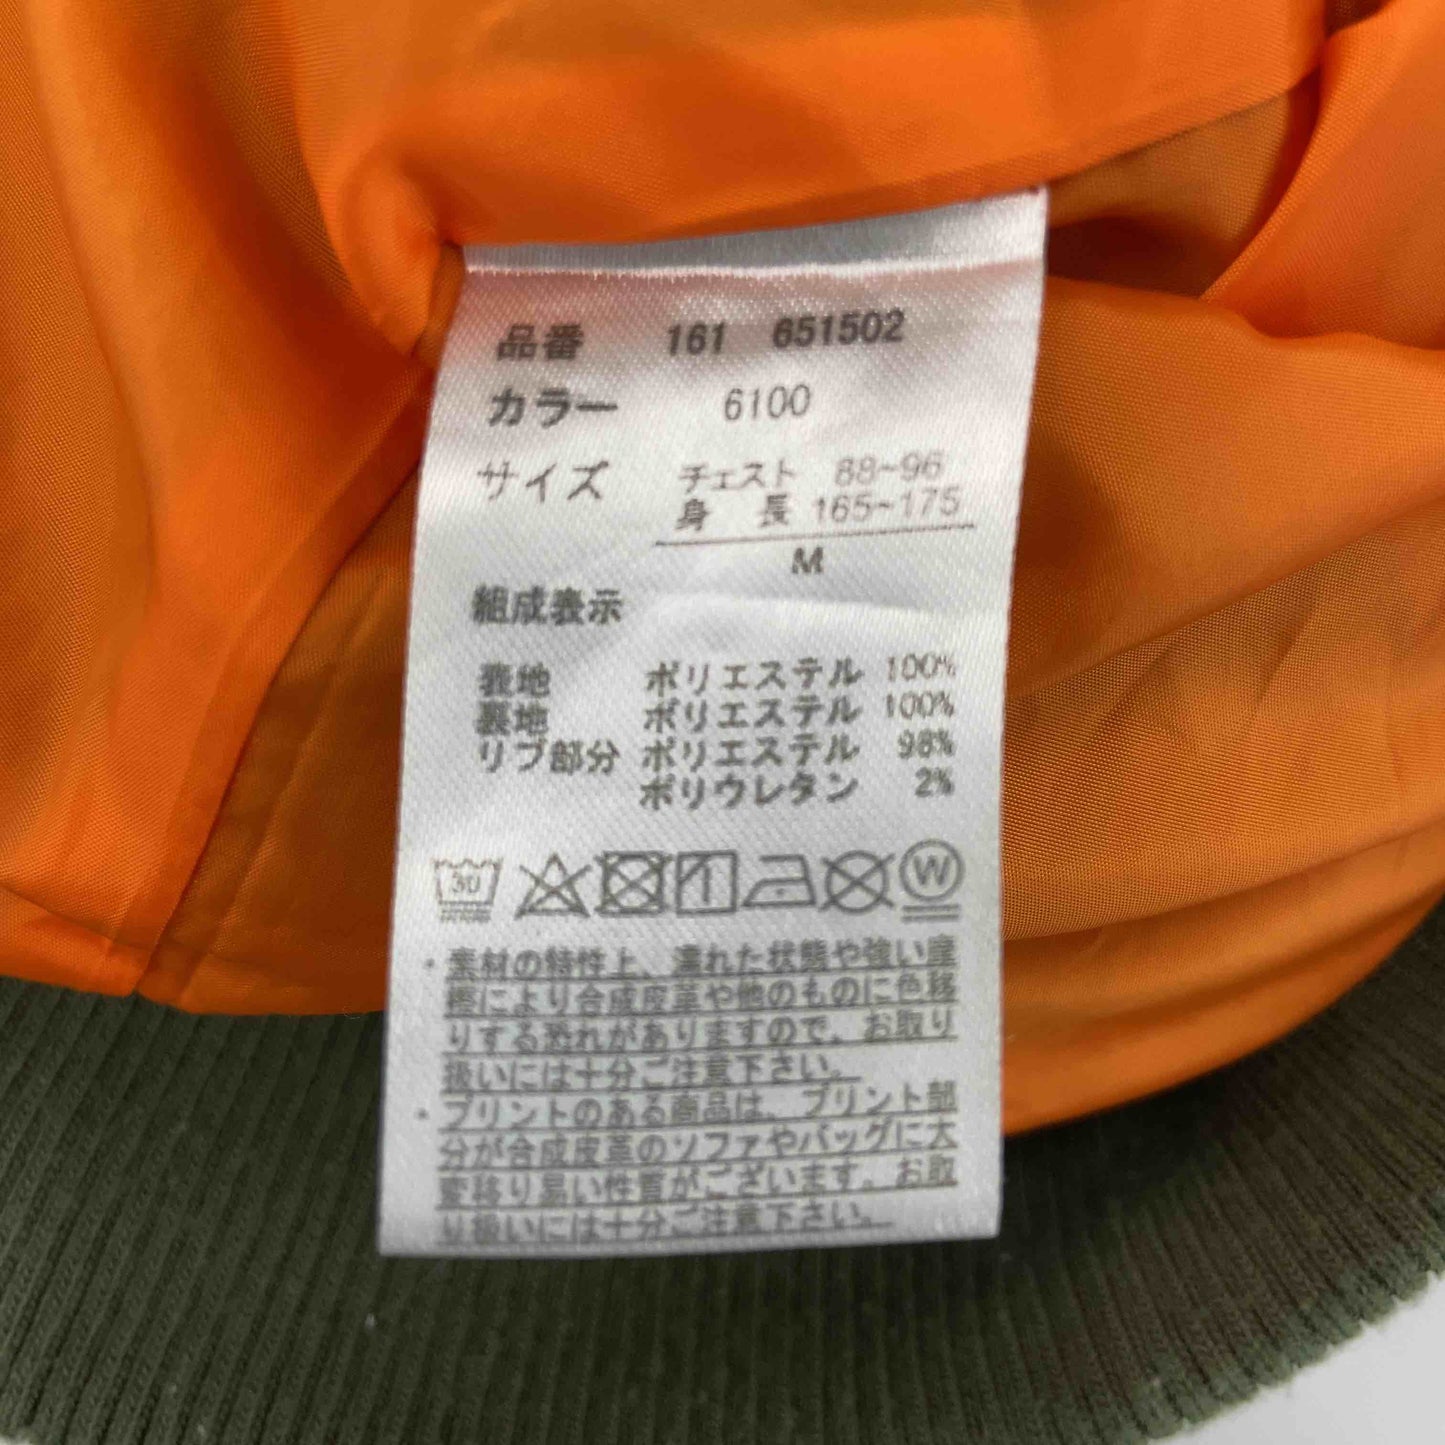 品番 161 651502
カラー 6100
サイズ チェスト 88~96
身 長 165~175
M
組成表示
表地 ポリエステル 100%
裏地 ポリエステル 100%
リブ部分 ポリエステル 98%
ポリウレタン 2%
30 W
・素材の特性上、濡れた状態や強い摩
擦により合成皮革や他のものに色移
りする恐れがありますので、お取り
扱いには十分ご注意下さい。
・プリントのある商品は、プリント部
分が合成皮革のソファやバッグに大
変移り易い性質がございます。お取
り扱いには十分ご注意下さい。